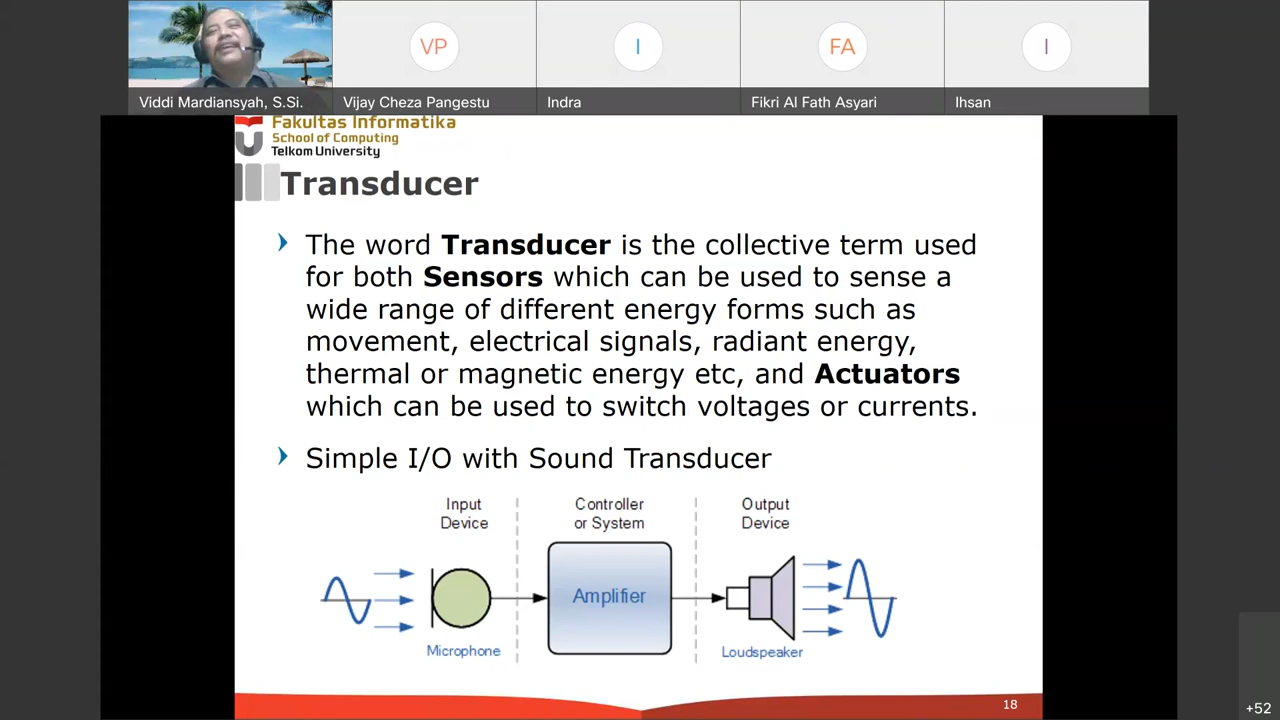 VP
I
FA
I
Viddi Mardiansyah, S.Si.
Vijay Cheza Pangestu
Indra
Fikri Al Fath Asyari
Ihsan
Fakultas Informatika
School of Computing
Telkom University
Transducer
The word Transducer is the collective term used
for both Sensors which can be used to sense a
wide range of different energy forms such as
movement, electrical signals, radiant energy,
thermal or magnetic energy etc, and Actuators
which can be used to switch voltages or currents.
Simple I/O with Sound Transducer
Input
Device
Controller
or System
Output
Device
Amplifier
Microphone
Loudspeaker
18
+52